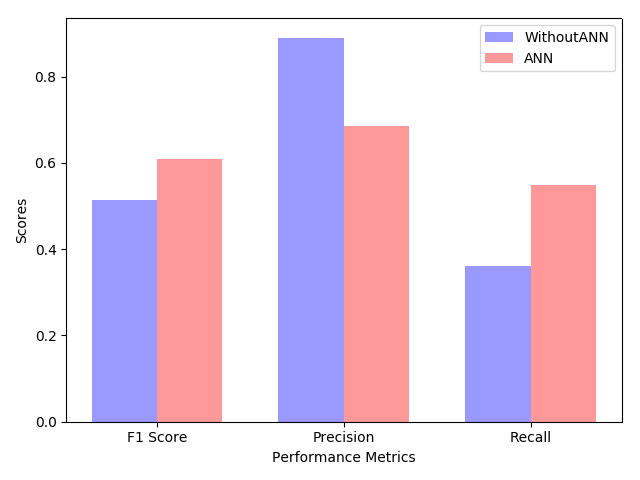 WithoutANN
ANN
Scores
0.8
0.6
0.4
0.2
0.0
F1 Score
Precision
Recall
Performance Metrics